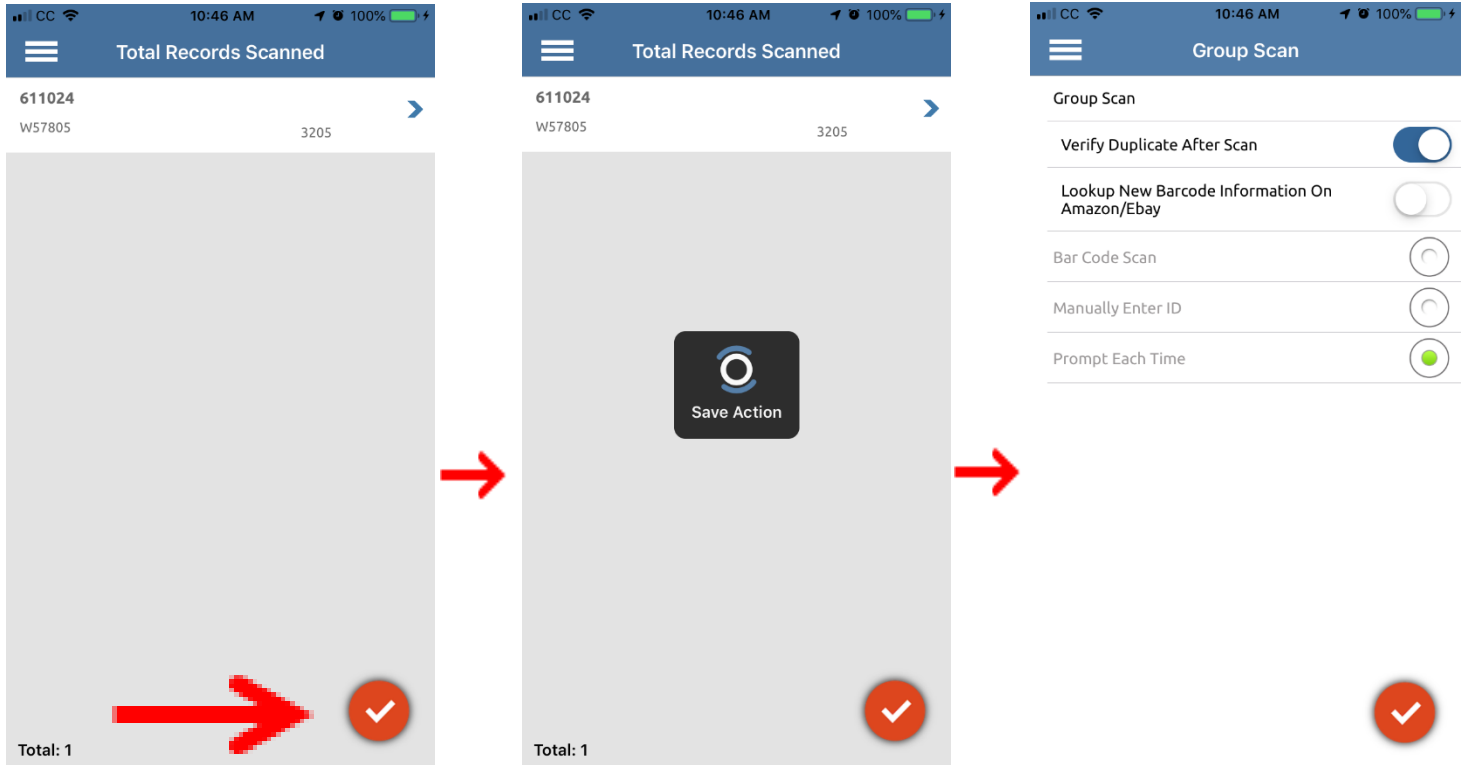 CC 10:46 AM 100%
Total Records Scanned
611024
W57805 3205
Total: 1
CC 10:46 AM 100%
Total Records Scanned
611024
W57805 3205
Save Action
Total: 1
CC 10:46 AM 100%
Group Scan
Group Scan
Verify Duplicate After Scan
Lookup New Barcode Information On
Amazon/Ebay
Bar Code Scan
Manually Enter ID
Prompt Each Time